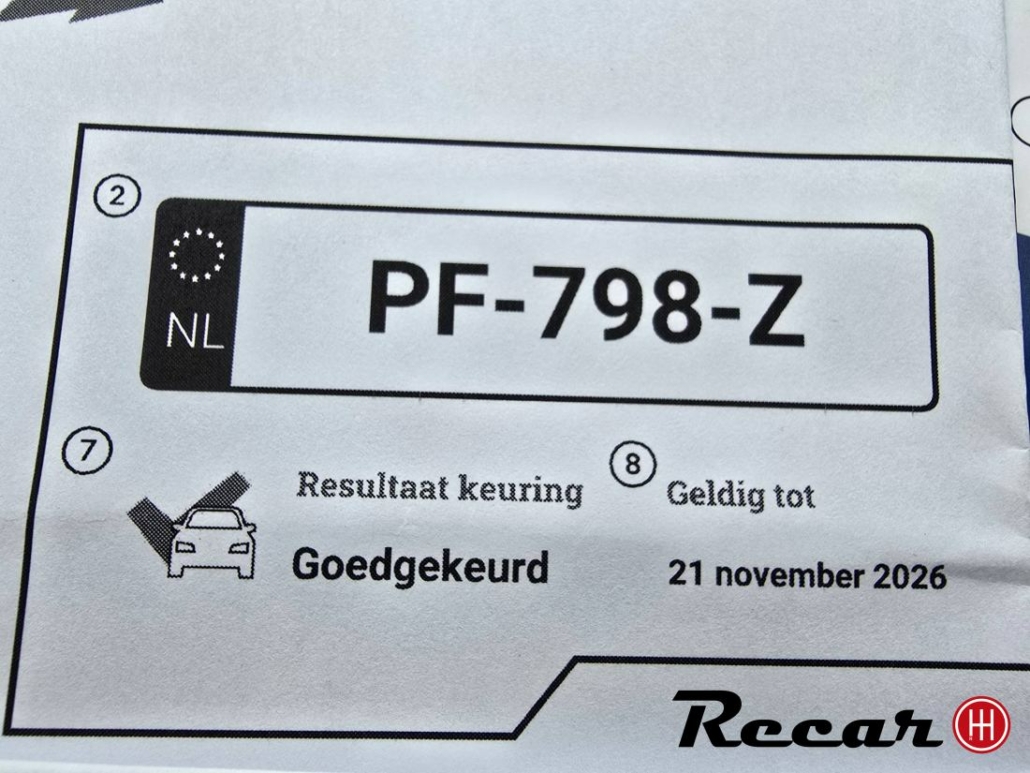 2
NL
PF-798-Z
7
Resultaat keuring
Goedgekeurd
8
Geldig tot
21 november 2026
Recar